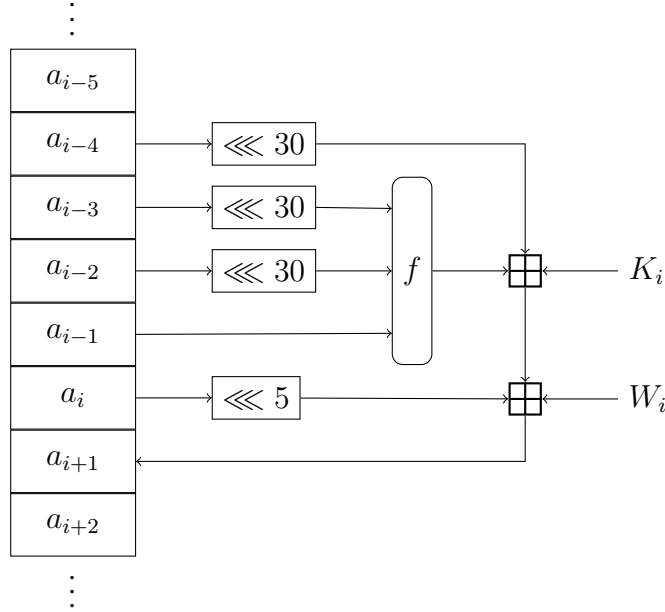 ⋮
a_{i−5}
a_{i−4} ⋘ 30
a_{i−3} ⋘ 30
a_{i−2} ⋘ 30 f K_i
a_{i−1}
a_i ⋘ 5 W_i
a_{i+1}
a_{i+2}
⋮